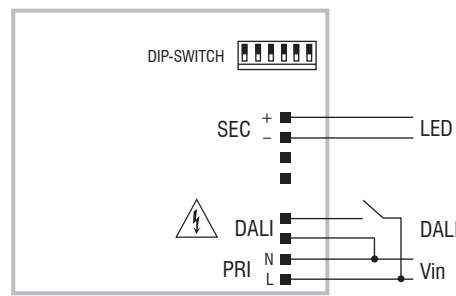 DIP-SWITCH
SEC + LED
–
DALI DALI
PRI N Vin
L